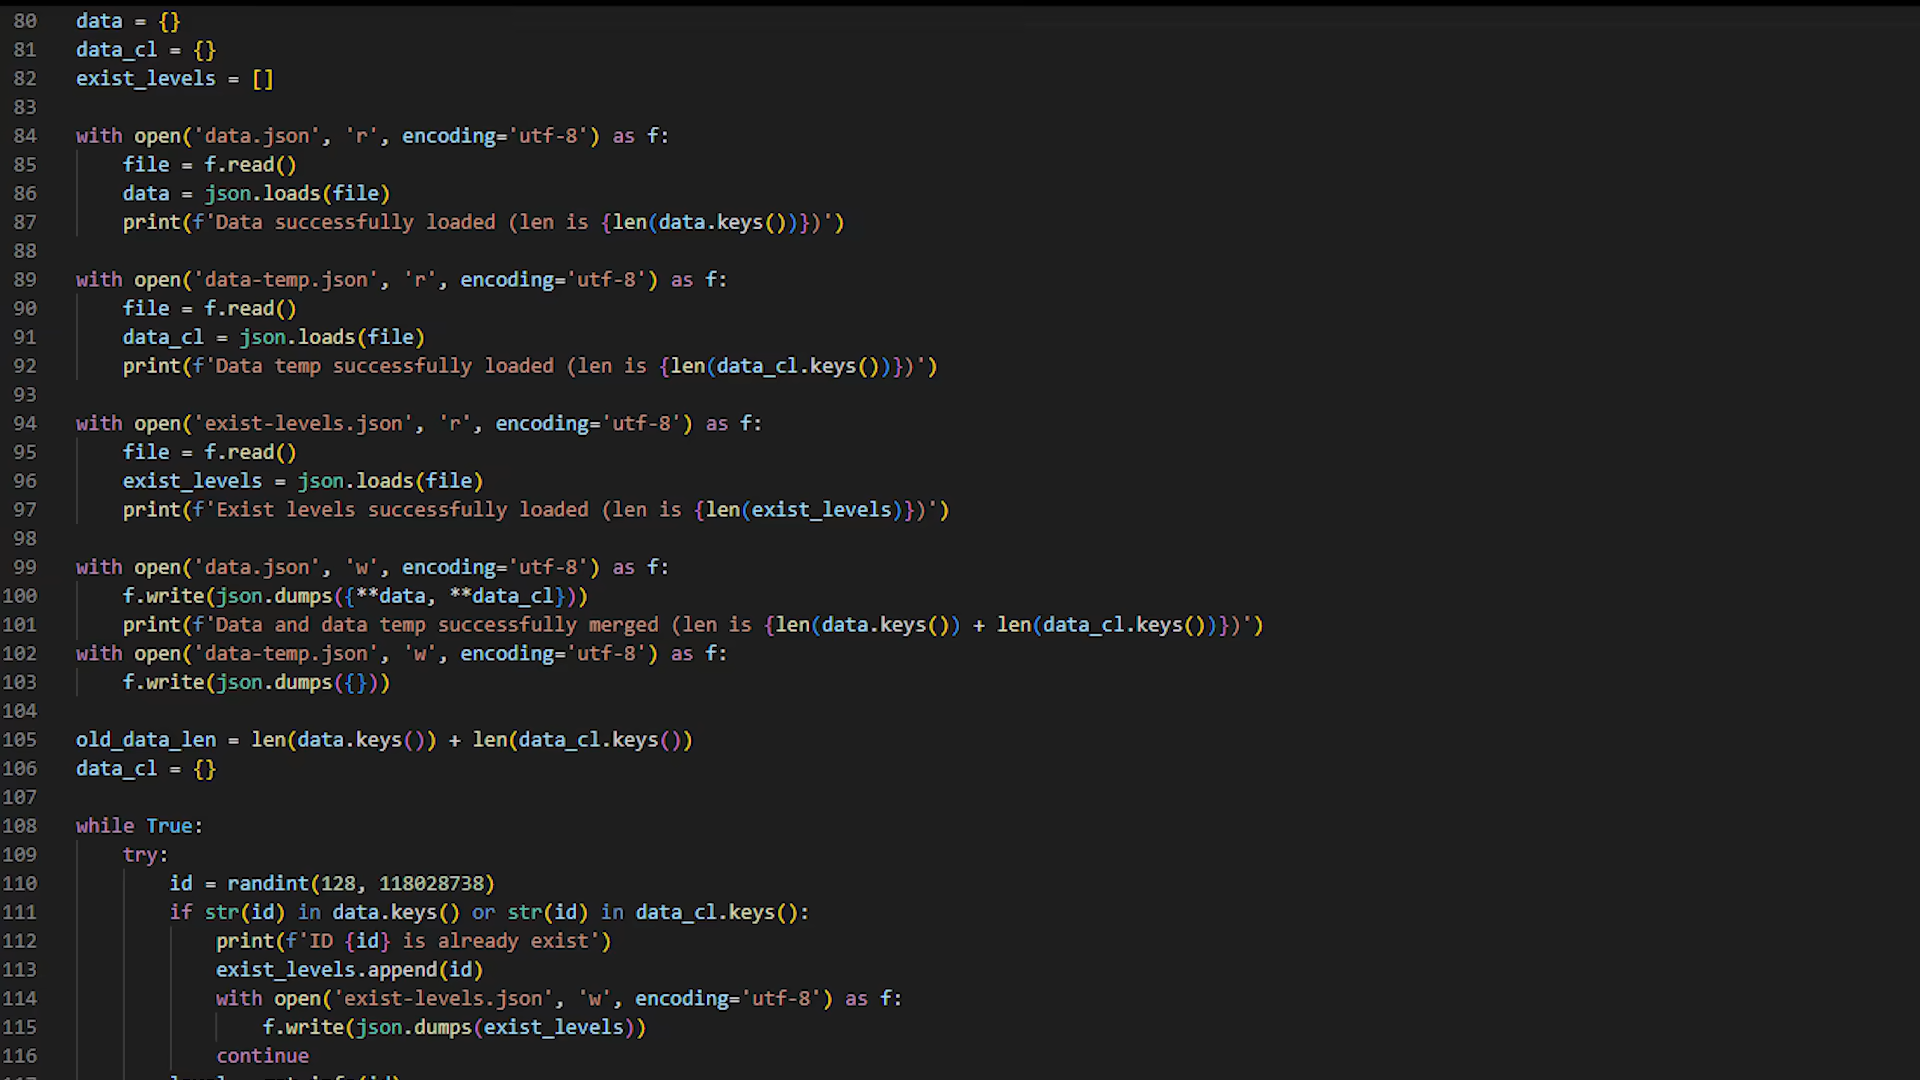 80 data = {}
81 data_cl = {}
82 exist_levels = []
83
84 with open('data.json', 'r', encoding='utf-8') as f:
85     file = f.read()
86     data = json.loads(file)
87     print(f'Data successfully loaded (len is {len(data.keys())})')
88
89 with open('data-temp.json', 'r', encoding='utf-8') as f:
90     file = f.read()
91     data_cl = json.loads(file)
92     print(f'Data temp successfully loaded (len is {len(data_cl.keys())})')
93
94 with open('exist-levels.json', 'r', encoding='utf-8') as f:
95     file = f.read()
96     exist_levels = json.loads(file)
97     print(f'Exist levels successfully loaded (len is {len(exist_levels)})')
98
99 with open('data.json', 'w', encoding='utf-8') as f:
100     f.write(json.dumps({**data, **data_cl}))
101     print(f'Data and data temp successfully merged (len is {len(data.keys()) + len(data_cl.keys())})')
102 with open('data-temp.json', 'w', encoding='utf-8') as f:
103     f.write(json.dumps({}))
104
105 old_data_len = len(data.keys()) + len(data_cl.keys())
106 data_cl = {}
107
108 while True:
109     try:
110         id = randint(128, 118028738)
111         if str(id) in data.keys() or str(id) in data_cl.keys():
112             print(f'ID {id} is already exist')
113             exist_levels.append(id)
114             with open('exist-levels.json', 'w', encoding='utf-8') as f:
115                 f.write(json.dumps(exist_levels))
116             continue